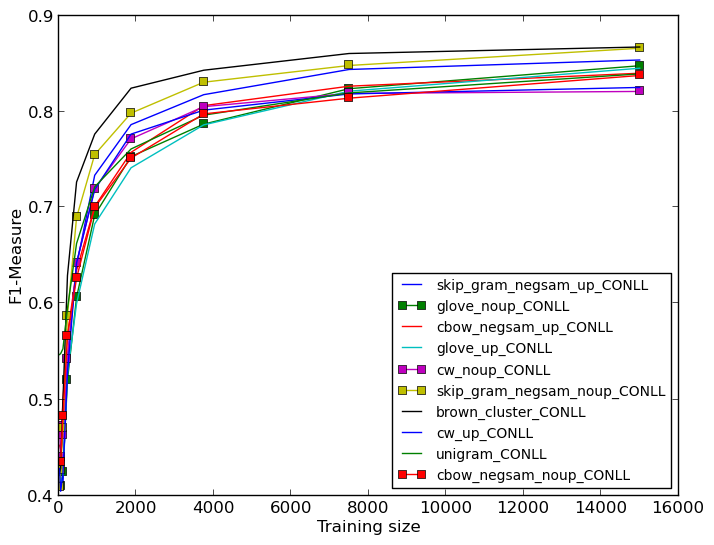 0.9
0.8
0.7
0.6
0.5
0.4
F1-Measure
skip_gram_negsam_up_CONLL
glove_noup_CONLL
cbow_negsam_up_CONLL
glove_up_CONLL
cw_noup_CONLL
skip_gram_negsam_noup_CONLL
brown_cluster_CONLL
cw_up_CONLL
unigram_CONLL
cbow_negsam_noup_CONLL
0 2000 4000 6000 8000 10000 12000 14000 16000
Training size